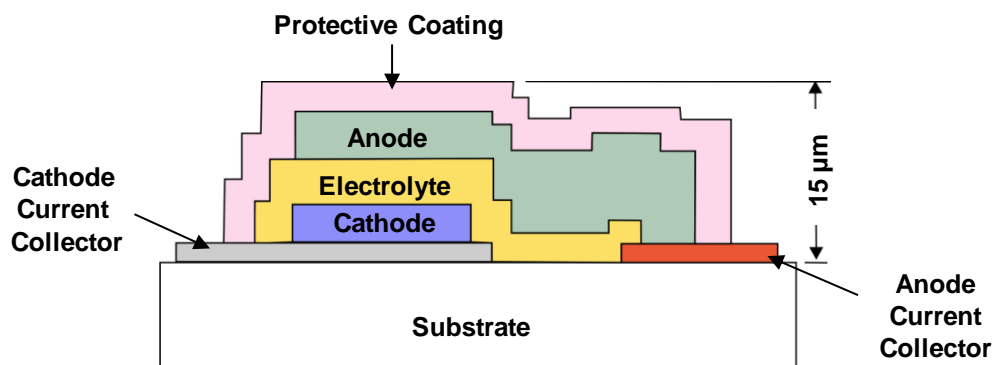 Protective Coating
Anode
Cathode
Current
Collector
Electrolyte
Cathode
15 µm
Substrate
Anode
Current
Collector